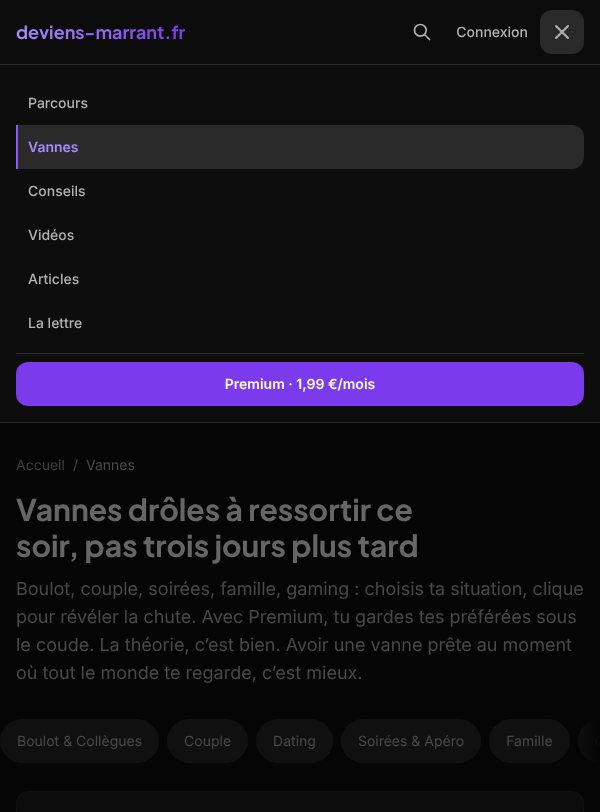 deviens-marrant.fr
Connexion
Parcours
Vannes
Conseils
Vidéos
Articles
La lettre
Premium · 1,99 €/mois
Accueil / Vannes
Vannes drôles à ressortir ce
soir, pas trois jours plus tard
Boulot, couple, soirées, famille, gaming : choisis ta situation, clique
pour révéler la chute. Avec Premium, tu gardes tes préférées sous
le coude. La théorie, c’est bien. Avoir une vanne prête au moment
où tout le monde te regarde, c’est mieux.
Boulot & Collègues
Couple
Dating
Soirées & Apéro
Famille